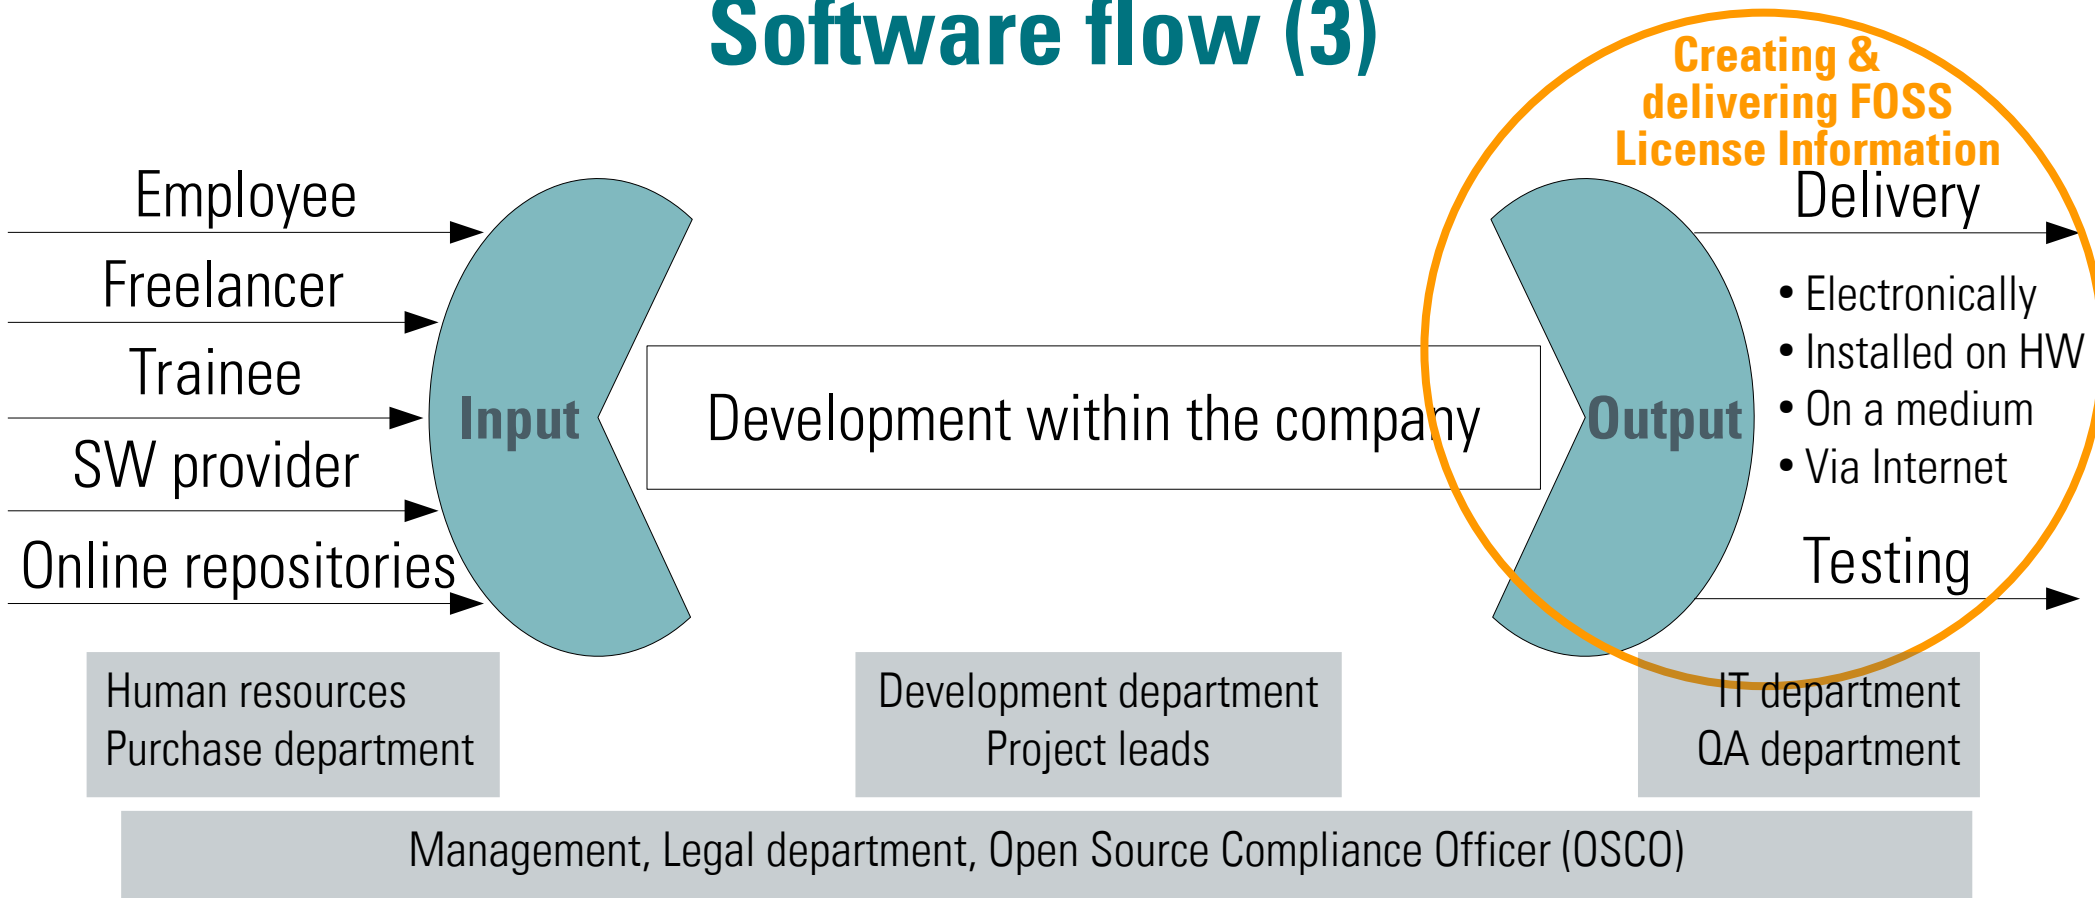 Software flow (3)
Creating &
delivering FOSS
License Information
Employee
Freelancer
Trainee
SW provider
Online repositories
Input
Development within the company
Output
Delivery
• Electronically
• Installed on HW
• On a medium
• Via Internet
Testing
Human resources
Purchase department
Development department
Project leads
IT department
QA department
Management, Legal department, Open Source Compliance Officer (OSCO)